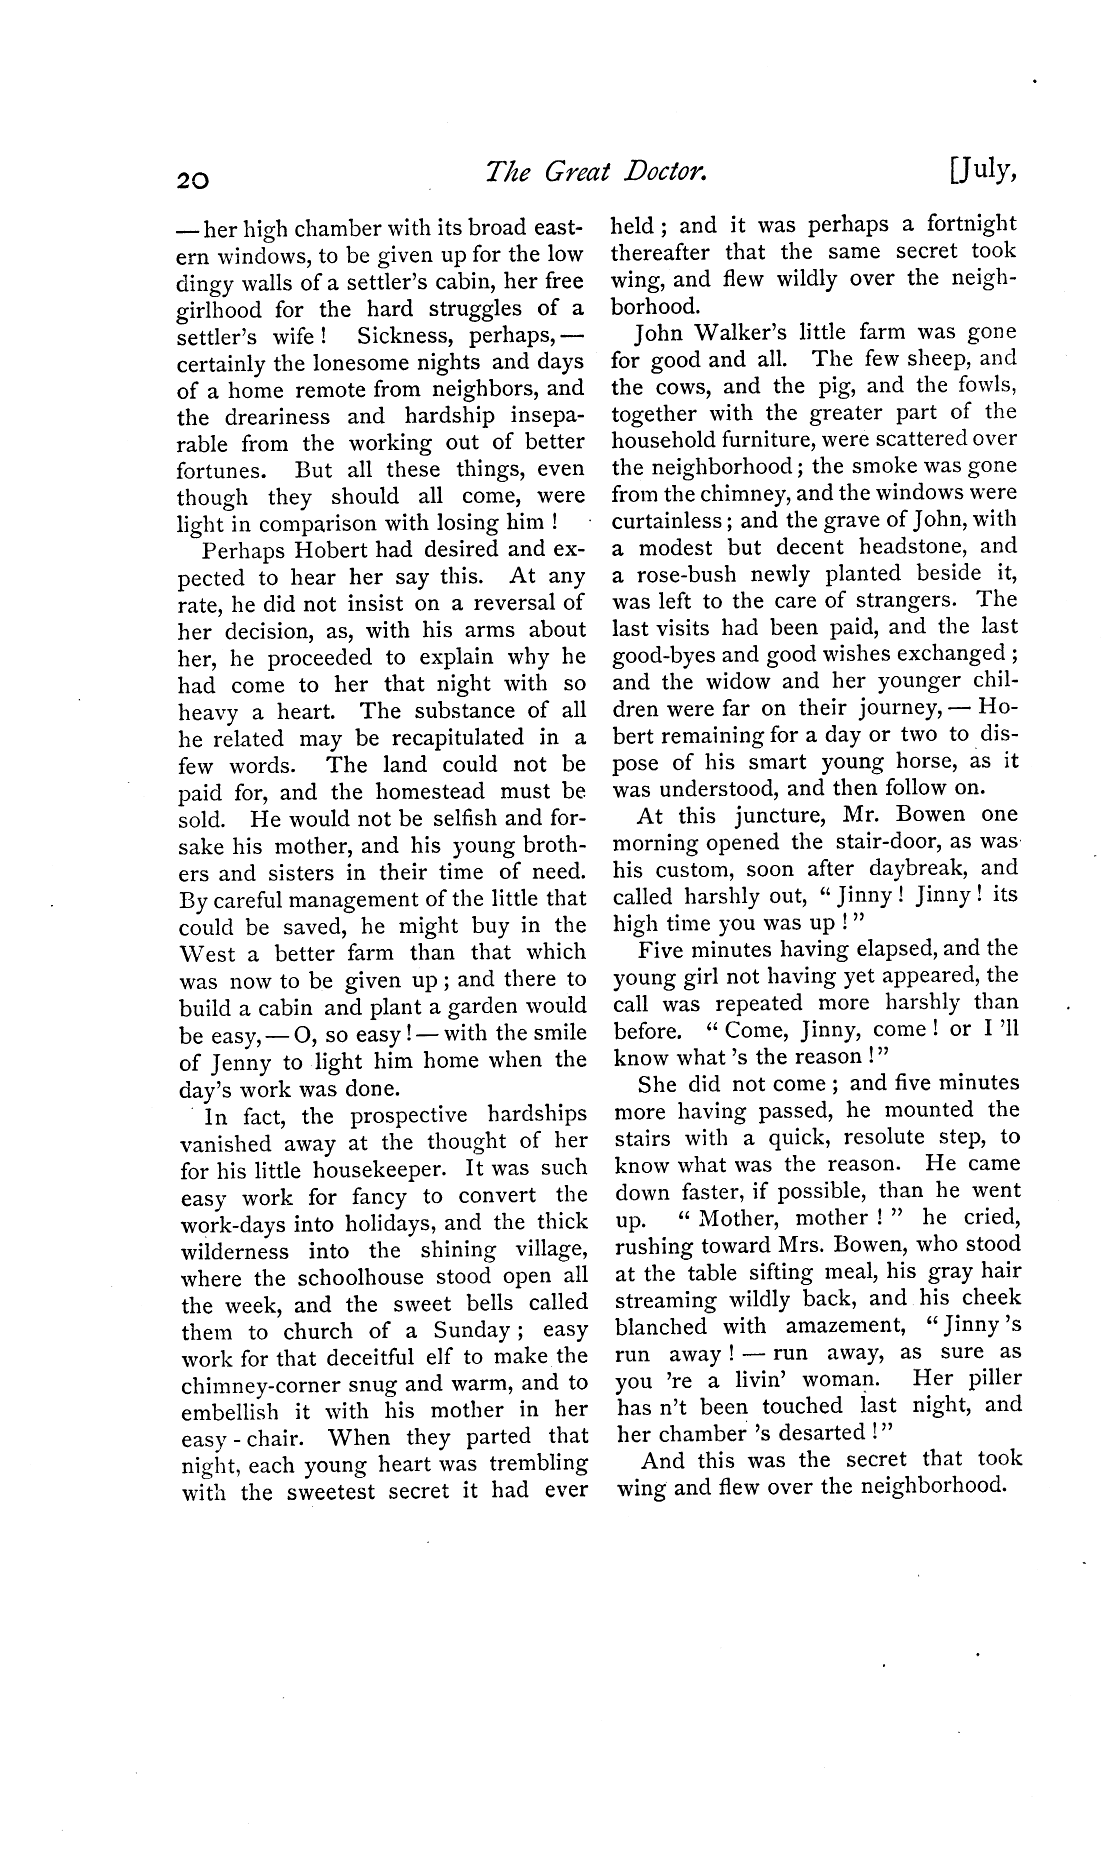 20
The Great Doctor.
[July,
— her high chamber with its broad east-
ern windows, to be given up for the low
dingy walls of a settler's cabin, her free
girlhood for the hard struggles of a
settler's wife ! Sickness, perhaps, —
certainly the lonesome nights and days
of a home remote from neighbors, and
the dreariness and hardship insepa-
rable from the working out of better
fortunes. But all these things, even
though they should all come, were
light in comparison with losing him !
Perhaps Hobert had desired and ex-
pected to hear her say this. At any
rate, he did not insist on a reversal of
her decision, as, with his arms about
her, he proceeded to explain why he
had come to her that night with so
heavy a heart. The substance of all
he related may be recapitulated in a
few words. The land could not be
paid for, and the homestead must be
sold. He would not be selfish and for-
sake his mother, and his young broth-
ers and sisters in their time of need.
By careful management of the little that
could be saved, he might buy in the
West a better farm than that which
was now to be given up ; and there to
build a cabin and plant a garden would
be easy, — O, so easy ! — with the smile
of Jenny to light him home when the
day's work was done.
In fact, the prospective hardships
vanished away at the thought of her
for his little housekeeper. It was such
easy work for fancy to convert the
work-days into holidays, and the thick
wilderness into the shining village,
where the schoolhouse stood open all
the week, and the sweet bells called
them to church of a Sunday ; easy
work for that deceitful elf to make the
chimney-corner snug and warm, and to
embellish it with his mother in her
easy - chair. When they parted that
night, each young heart was trembling
with the sweetest secret it had ever
held ; and it was perhaps a fortnight
thereafter that the same secret took
wing, and flew wildly over the neigh-
borhood.
John Walker's little farm was gone
for good and all. The few sheep, and
the cows, and the pig, and the fowls,
together with the greater part of the
household furniture, were scattered over
the neighborhood ; the smoke was gone
from the chimney, and the windows were
curtainless ; and the grave of John, with
a modest but decent headstone, and
a rose-bush newly planted beside it,
was left to the care of strangers. The
last visits had been paid, and the last
good-byes and good wishes exchanged ;
and the widow and her younger chil-
dren were far on their journey, — Ho-
bert remaining for a day or two to dis-
pose of his smart young horse, as it
was understood, and then follow on.
At this juncture, Mr. Bowen one
morning opened the stair-door, as was
his custom, soon after daybreak, and
called harshly out, “ Jinny ! Jinny ! its
high time you was up ! ”
Five minutes having elapsed, and the
young girl not having yet appeared, the
call was repeated more harshly than
before. “ Come, Jinny, come ! or I 'll
know what 's the reason ! ”
She did not come ; and five minutes
more having passed, he mounted the
stairs with a quick, resolute step, to
know what was the reason. He came
down faster, if possible, than he went
up. “ Mother, mother ! ” he cried,
rushing toward Mrs. Bowen, who stood
at the table sifting meal, his gray hair
streaming wildly back, and his cheek
blanched with amazement, “ Jinny 's
run away ! — run away, as sure as
you 're a livin' woman. Her piller
has n't been touched last night, and
her chamber 's desarted ! ”
And this was the secret that took
wing and flew over the neighborhood.